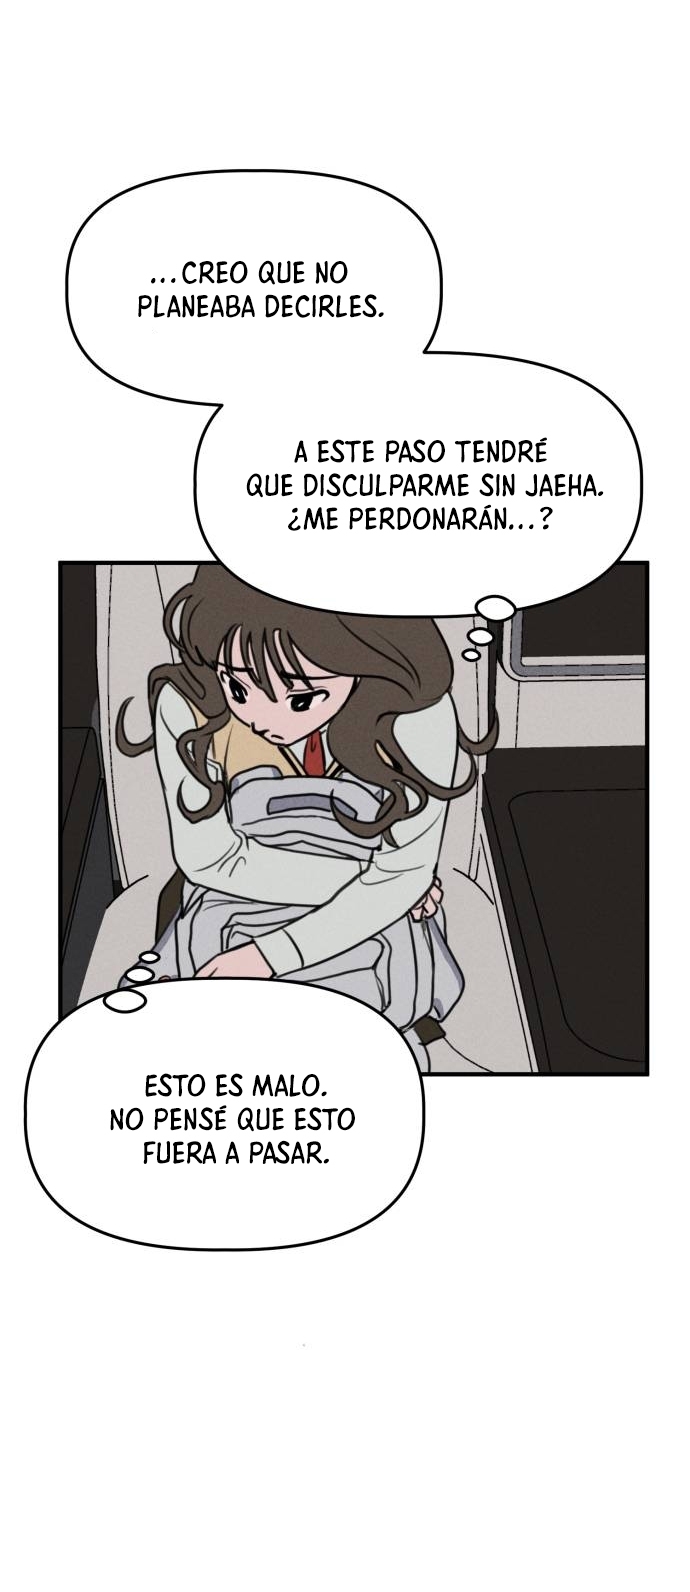 ...CREO QUE NO
PLANEABA DECIRLES.
A ESTE PASO TENDRÉ
QUE DISCULPARME SIN JAEHA.
¿ME PERDONARÁN...?
ESTO ES MALO.
NO PENSÉ QUE ESTO
FUERA A PASAR.